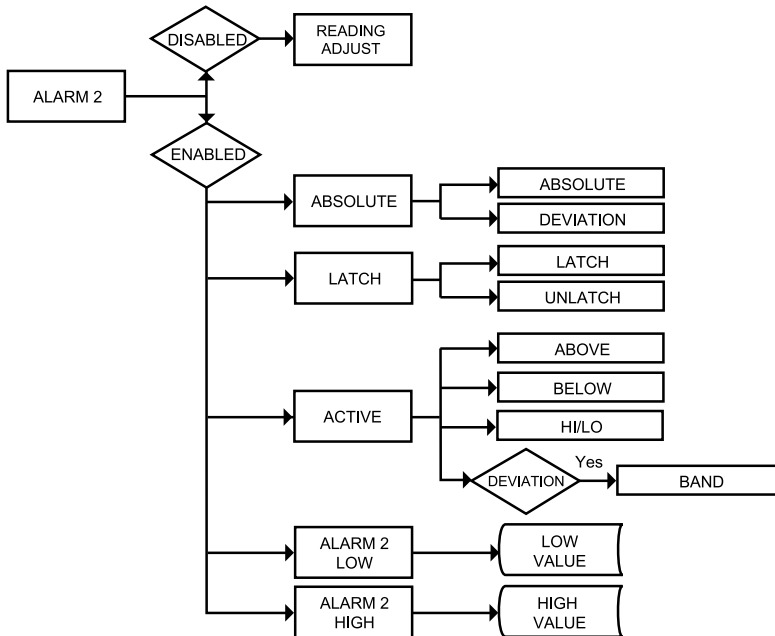 DISABLED
READING
ADJUST
ALARM 2
ENABLED
ABSOLUTE
ABSOLUTE
DEVIATION
LATCH
LATCH
UNLATCH
ACTIVE
ABOVE
BELOW
HI/LO
DEVIATION
Yes
BAND
ALARM 2
LOW
LOW
VALUE
ALARM 2
HIGH
HIGH
VALUE